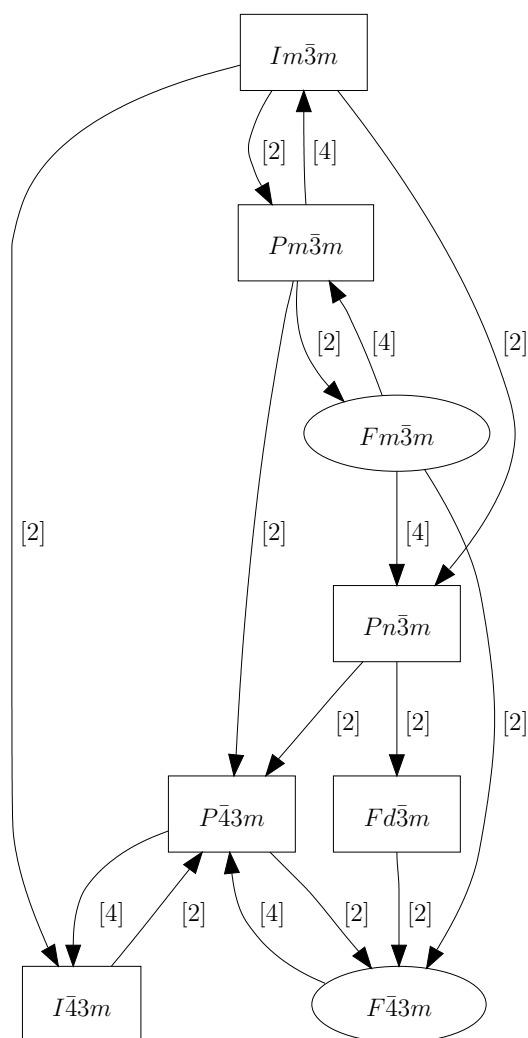 Im3̄m
[2] [4]
Pm3̄m
[2] [4] [2]
Fm3̄m
[2] [2] [4]
Pn3̄m
[2] [2] [2]
P4̄3m Fd3̄m
[4] [2] [4] [2] [2]
I4̄3m F4̄3m